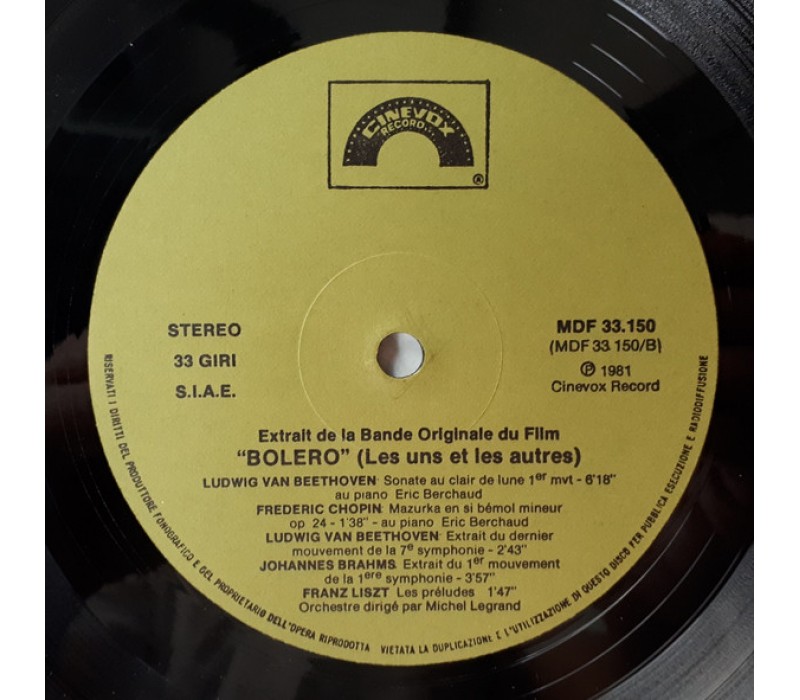 CINEVOX
RECORD
®
STEREO
33 GIRI
S.I.A.E.
MDF 33.150
(MDF 33 150/B)
Ⓟ 1981
Cinevox Record
Extrait de la Bande Originale du Film
"BOLERO" (Les uns et les autres)
LUDWIG VAN BEETHOVEN: Sonate au clair de lune 1er mvt - 6'18"
au piano Eric Berchaud
FREDERIC CHOPIN: Mazurka en si bémol mineur
op 24 - 1'38" - au piano Eric Berchaud
LUDWIG VAN BEETHOVEN: Extrait du dernier
mouvement de la 7e symphonie - 2'43"
JOHANNES BRAHMS: Extrait du 1er mouvement
de la 1ere symphonie - 3'57"
FRANZ LISZT: Les préludes 1'47"
Orchestre dirigé par Michel Legrand
RISERVATI I DIRITTI DEL PRODUTTORE FONOGRAFICO E DEL PROPRIETARIO DELL'OPERA RIPRODOTTA VIETATA LA DUPLICAZIONE E L'UTILIZZAZIONE DI QUESTO DISCO PER PUBBLICA ESECUZIONE E RADIODIFFUSIONE